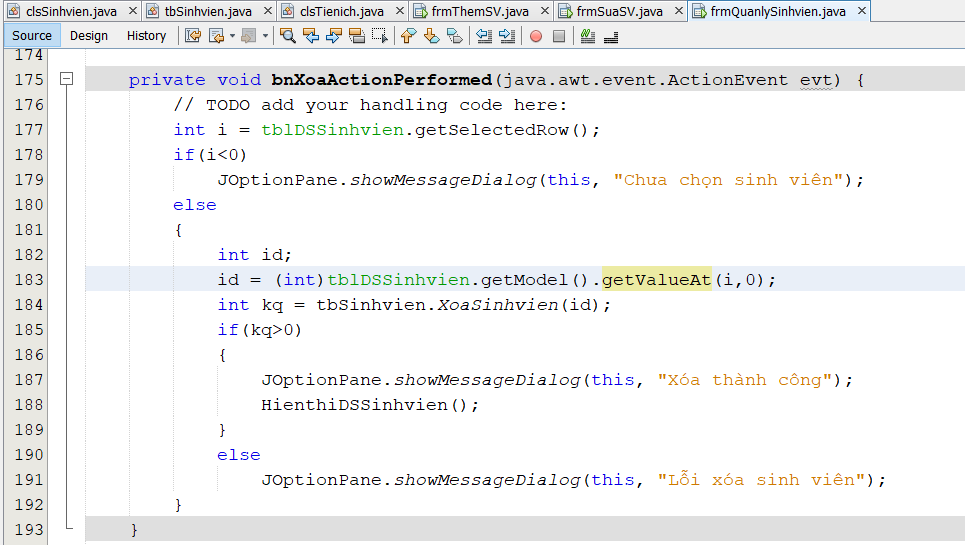 clsSinhvien.java tbSinhvien.java clsTienich.java frmThemSV.java frmSuaSV.java frmQuanlySinhvien.java
Source Design History
174
175 private void bnXoaActionPerformed(java.awt.event.ActionEvent evt) {
176 // TODO add your handling code here:
177 int i = tblDSSinhvien.getSelectedRow();
178 if(i<0)
179 JOptionPane.showMessageDialog(this, "Chưa chọn sinh viên");
180 else
181 {
182 int id;
183 id = (int)tblDSSinhvien.getModel().getValueAt(i,0);
184 int kq = tbSinhvien.XoaSinhvien(id);
185 if(kq>0)
186 {
187 JOptionPane.showMessageDialog(this, "Xóa thành công");
188 HienthiDSSinhvien();
189 }
190 else
191 JOptionPane.showMessageDialog(this, "Lỗi xóa sinh viên");
192 }
193 }